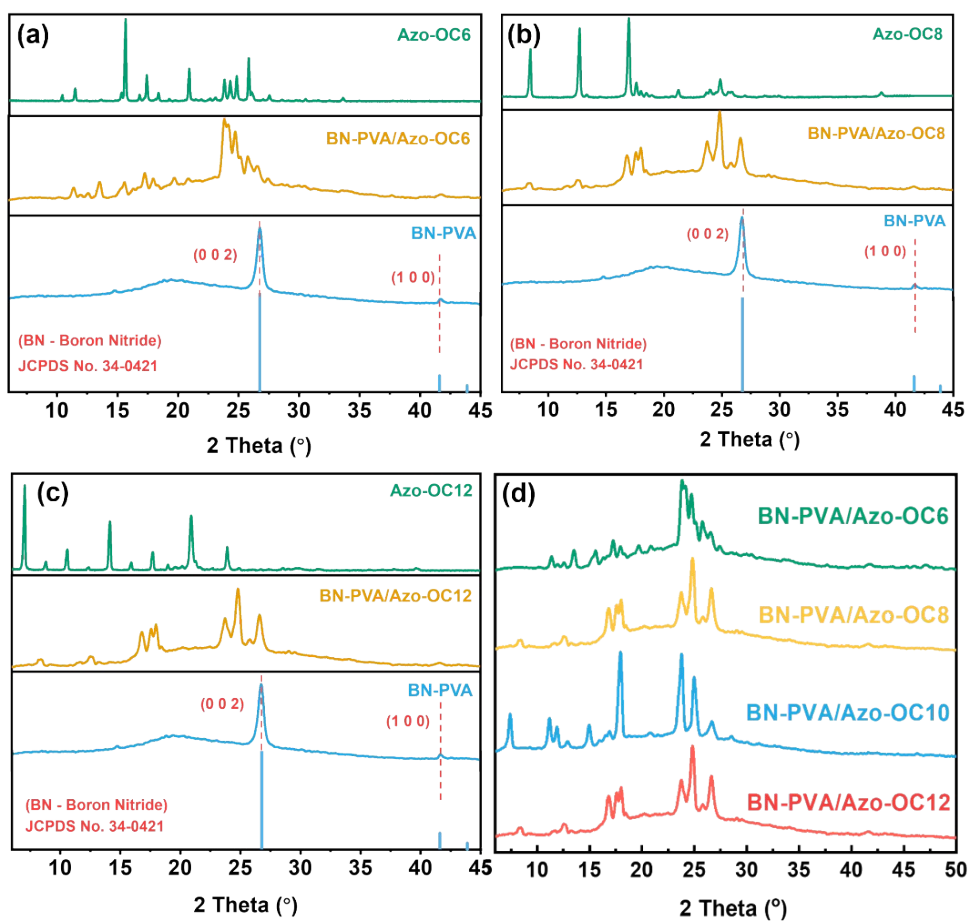 (a)
Azo-OC6
BN-PVA/Azo-OC6
BN-PVA
(0 0 2)
(1 0 0)
(BN - Boron Nitride)
JCPDS No. 34-0421
10 15 20 25 30 35 40 45
2 Theta (°)
(b)
Azo-OC8
BN-PVA/Azo-OC8
BN-PVA
(0 0 2)
(1 0 0)
(BN - Boron Nitride)
JCPDS No. 34-0421
10 15 20 25 30 35 40 45
2 Theta (°)
(c)
Azo-OC12
BN-PVA/Azo-OC12
BN-PVA
(0 0 2)
(1 0 0)
(BN - Boron Nitride)
JCPDS No. 34-0421
10 15 20 25 30 35 40 45
2 Theta (°)
(d)
BN-PVA/Azo-OC6
BN-PVA/Azo-OC8
BN-PVA/Azo-OC10
BN-PVA/Azo-OC12
10 15 20 25 30 35 40 45 50
2 Theta (°)